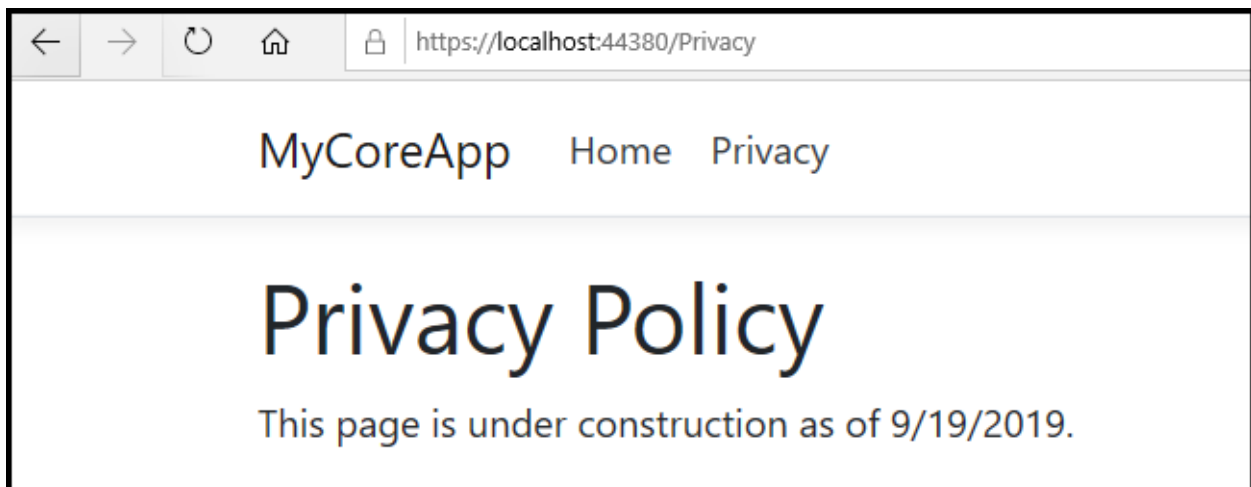 https://localhost:44380/Privacy
MyCoreApp Home Privacy
Privacy Policy
This page is under construction as of 9/19/2019.